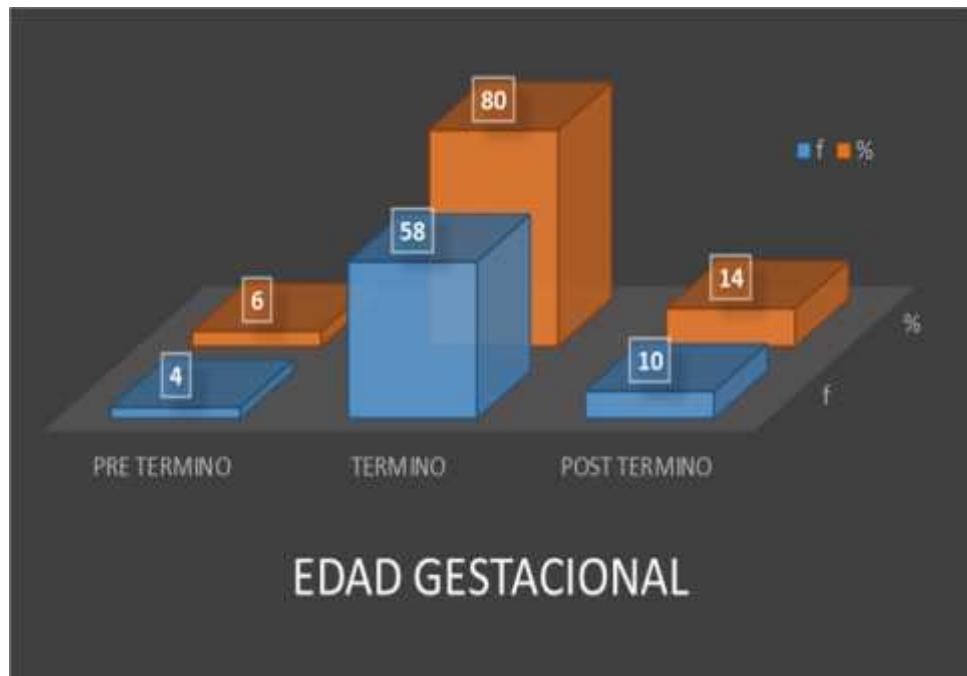 80
f %
58
6
14
4
10
%
f
PRE TERMINO TERMINO POST TERMINO
EDAD GESTACIONAL